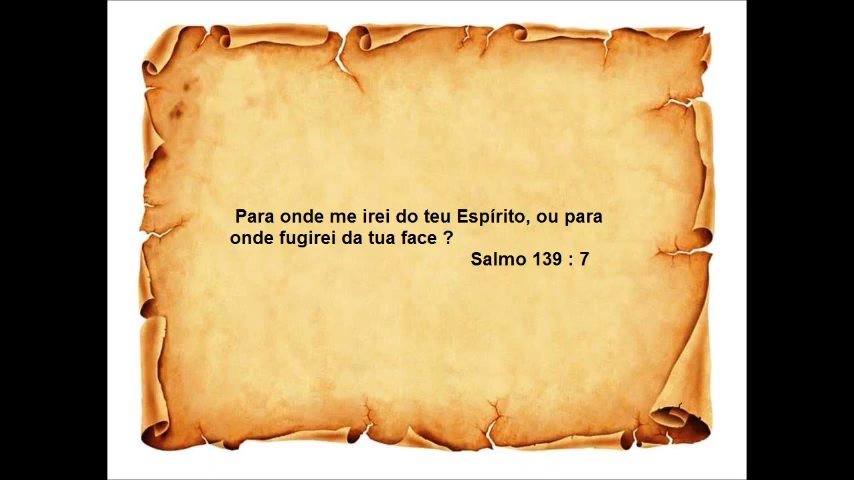 Para onde me irei do teu Espírito, ou para
onde fugirei da tua face ?
Salmo 139 : 7